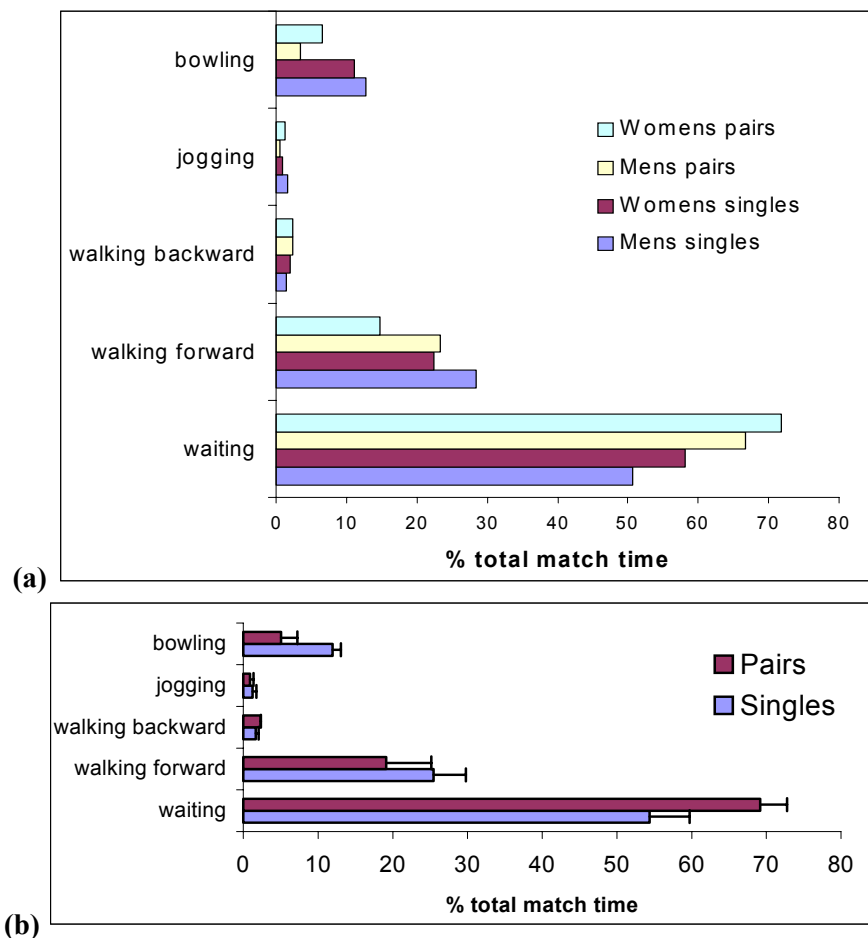 bowling
jogging
walking backward
walking forward
waiting
Womens pairs
Mens pairs
Womens singles
Mens singles
0 10 20 30 40 50 60 70 80
% total match time
(a)
bowling
jogging
walking backward
walking forward
waiting
Pairs
Singles
0 10 20 30 40 50 60 70 80
% total match time
(b)